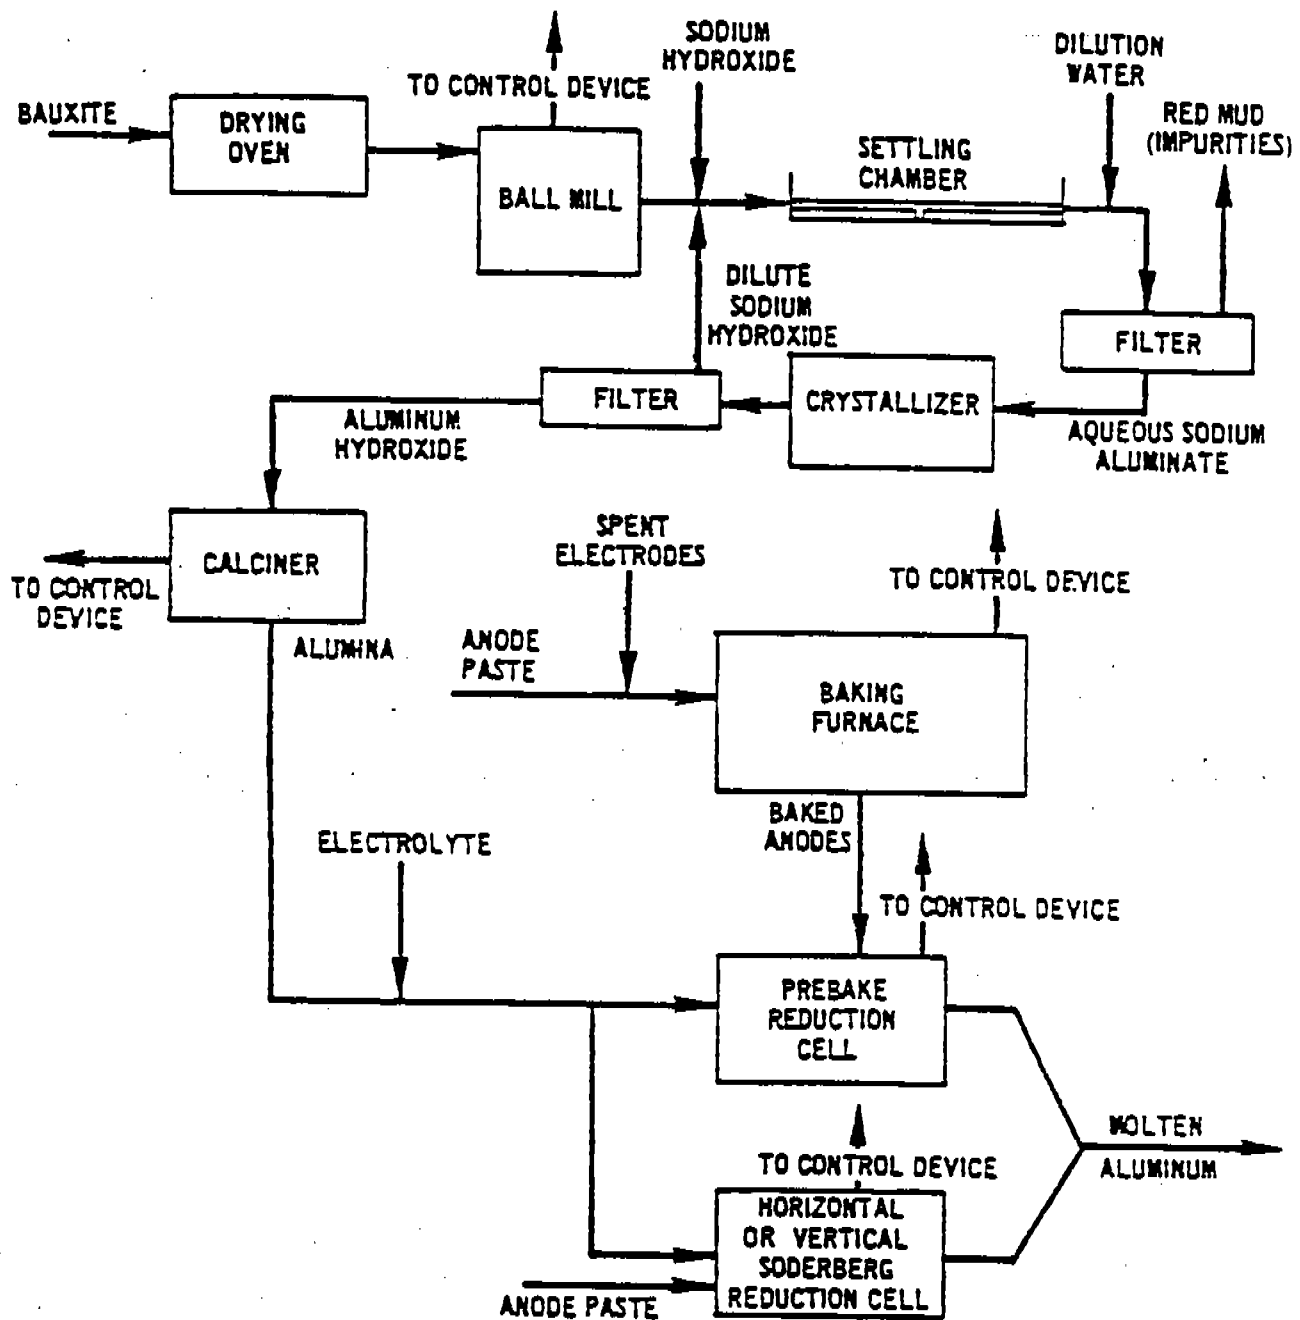 SODIUM
HYDROXIDE
DILUTION
WATER
TO CONTROL DEVICE
BAUXITE
DRYING
OVEN
RED MUD
(IMPURITIES)
SETTLING
CHAMBER
BALL MILL
DILUTE
SODIUM
HYDROXIDE
FILTER
FILTER
CRYSTALLIZER
ALUMINUM
HYDROXIDE
AQUEOUS SODIUM
ALUMINATE
CALCINER
SPENT
ELECTRODES
TO CONTROL DEVICE
TO CONTROL
DEVICE
ALUMINA
ANODE
PASTE
BAKING
FURNACE
BAKED
ANODES
ELECTROLYTE
TO CONTROL DEVICE
PREBAKE
REDUCTION
CELL
MOLTEN
ALUMINUM
TO CONTROL DEVICE
HORIZONTAL
OR VERTICAL
SODERBERG
REDUCTION CELL
ANODE PASTE